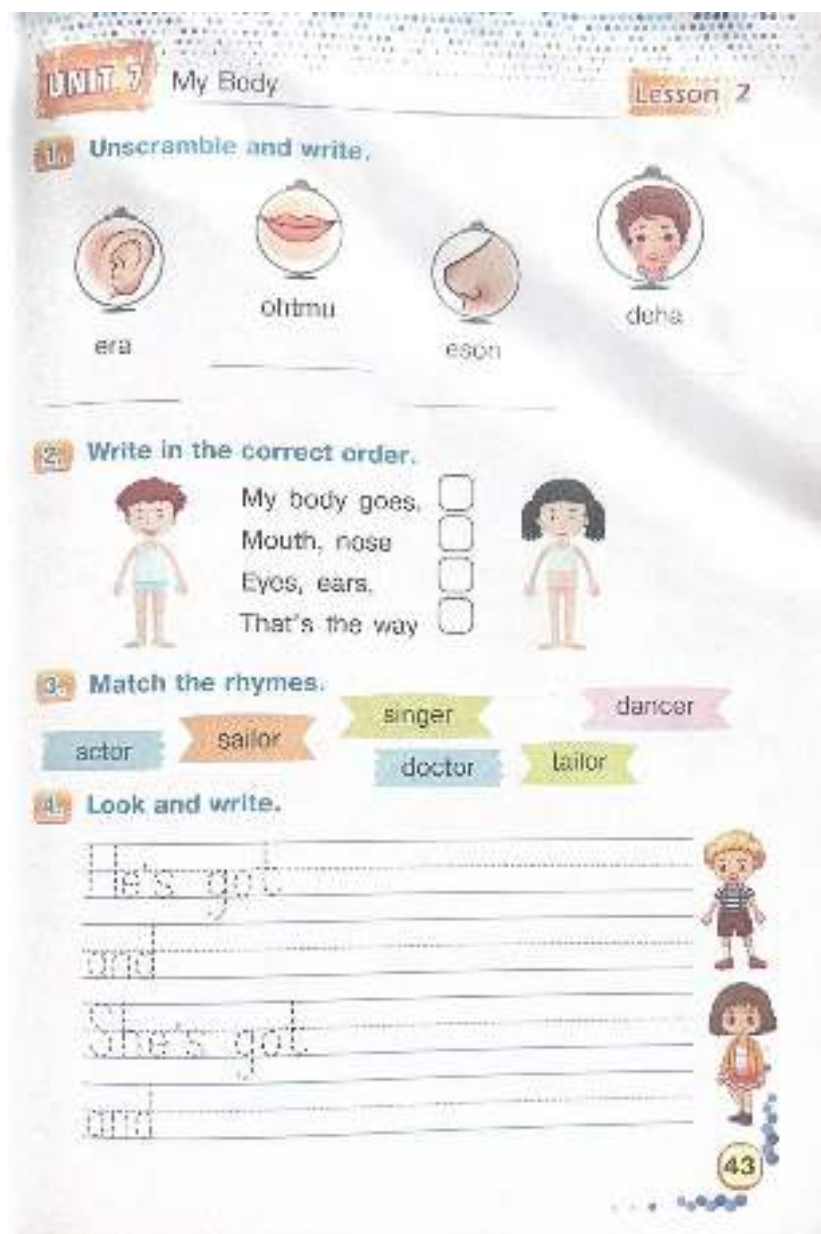 UNIT 7 My Body Lesson 2
1. Unscramble and write.
era
ohtmu
eson
deha
2. Write in the correct order.
My body goes,
Mouth, nose
Eyes, ears,
That's the way
3. Match the rhymes.
actor sailor singer dancer
doctor tailor
4. Look and write.
He's got
and
She's got
and
43